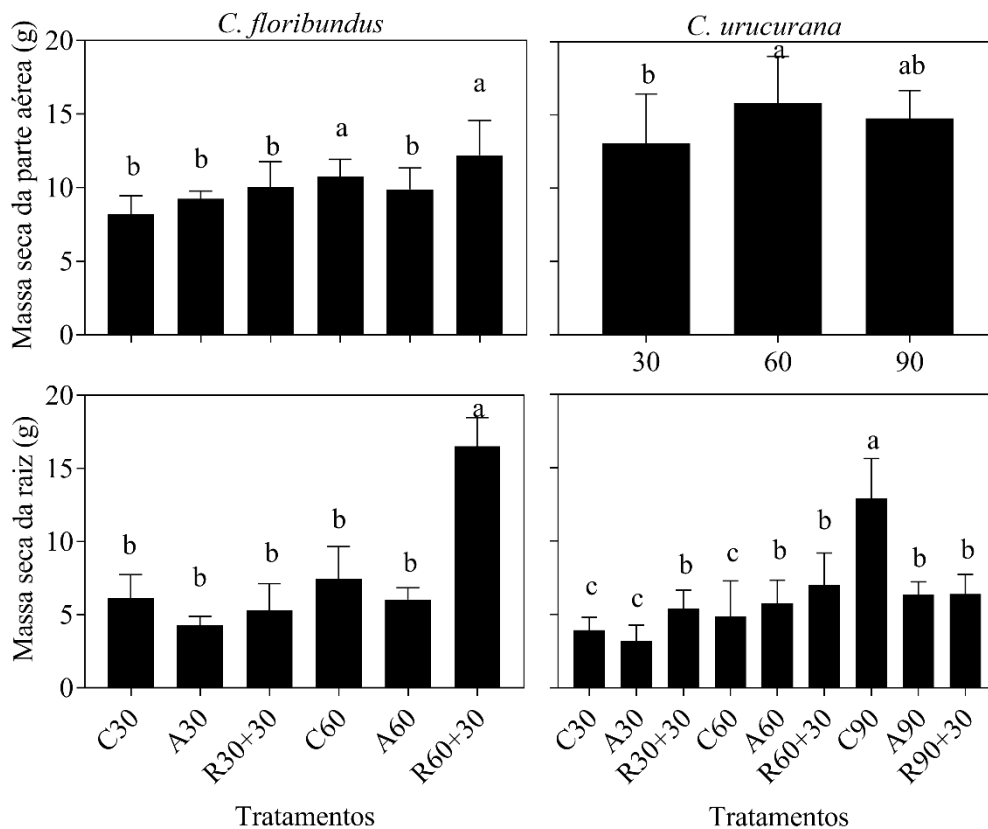 C. floribundus
C. urucurana
Massa seca da parte aérea (g)
20
15
10
5
0
b
b
b
a
b
a
b
a
ab
30
60
90
Massa seca da raiz (g)
20
15
10
5
0
b
b
b
b
b
a
c
c
b
c
b
b
a
b
b
C30
A30
R30+30
C60
A60
R60+30
C30
A30
R30+30
C60
A60
R60+30
C90
A90
R90+30
Tratamentos
Tratamentos